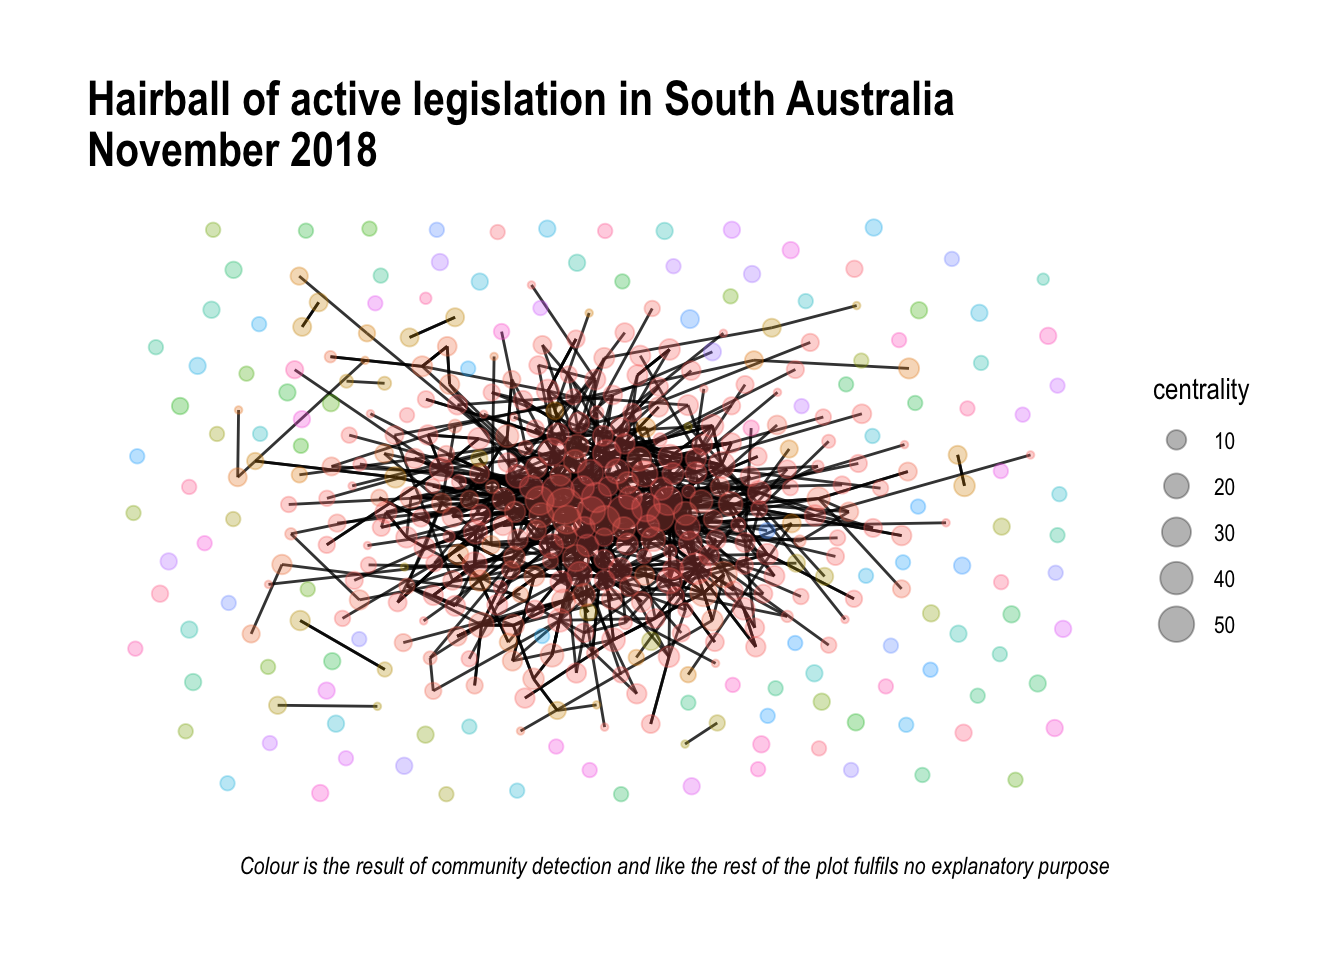 Hairball of active legislation in South Australia
November 2018
centrality
10
20
30
40
50
Colour is the result of community detection and like the rest of the plot fulfils no explanatory purpose